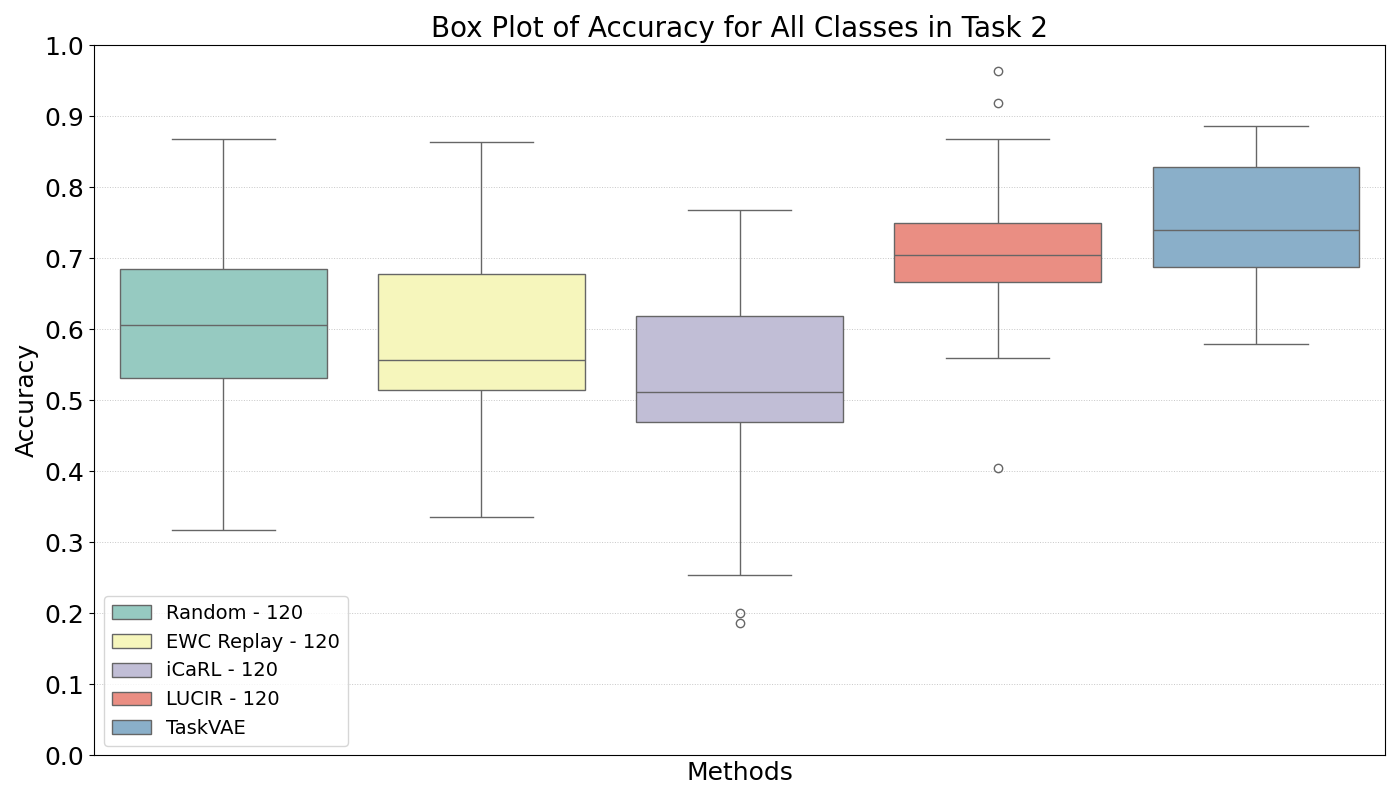 Box Plot of Accuracy for All Classes in Task 2
1.0
0.9
0.8
0.7
0.6
0.5
0.4
0.3
0.2
0.1
0.0
Accuracy
Random - 120
EWC Replay - 120
iCaRL - 120
LUCIR - 120
TaskVAE
Methods